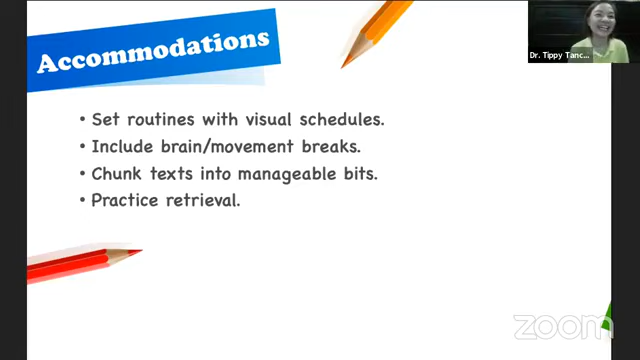 Accommodations
Dr. Tippy Tanc...
• Set routines with visual schedules.
• Include brain/movement breaks.
• Chunk texts into manageable bits.
• Practice retrieval.
zoom